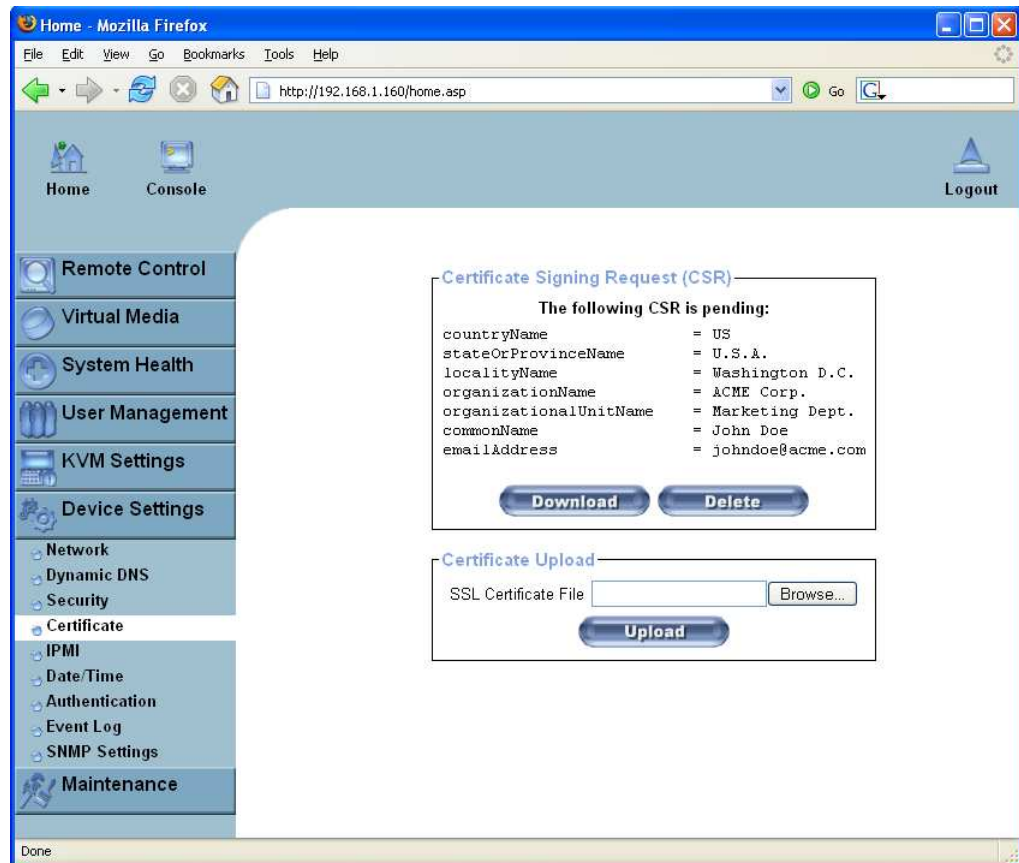 Home - Mozilla Firefox
File Edit View Go Bookmarks Tools Help
http://192.168.1.160/home.asp Go G
Home Console Logout
Remote Control
Virtual Media
System Health
User Management
KVM Settings
Device Settings
Network
Dynamic DNS
Security
Certificate
IPMI
Date/Time
Authentication
Event Log
SNMP Settings
Maintenance
Certificate Signing Request (CSR)
The following CSR is pending:
countryName = US
stateOrProvinceName = U.S.A.
localityName = Washington D.C.
organizationName = ACME Corp.
organizationalUnitName = Marketing Dept.
commonName = John Doe
emailAddress = johndoe@acme.com
Download Delete
Certificate Upload
SSL Certificate File Browse...
Upload
Done